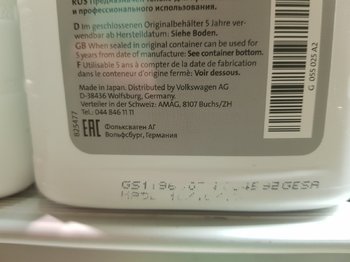 RUS
и профессионального использования.
D Im geschlossenen Originalbehälter 5 Jahre ver-
wendbar ab Herstelldatum: Siehe Boden.
GB When sealed in original container can be used for
5 years from date of manufacture: See container bottom.
F Utilisable 5 ans à compter de la date de fabrication
dans le conteneur d'origine fermé: Voir dessous.
Made in Japan. Distributed by Volkswagen AG
D-38436 Wolfsburg, Germany.
Verteiler in der Schweiz: AMAG, 8107 Buchs/ZH
Tel.: 044 846 11 11
EAC
Фольксваген АГ
Вольфсбург, Германия
825477
G 055 025 A2